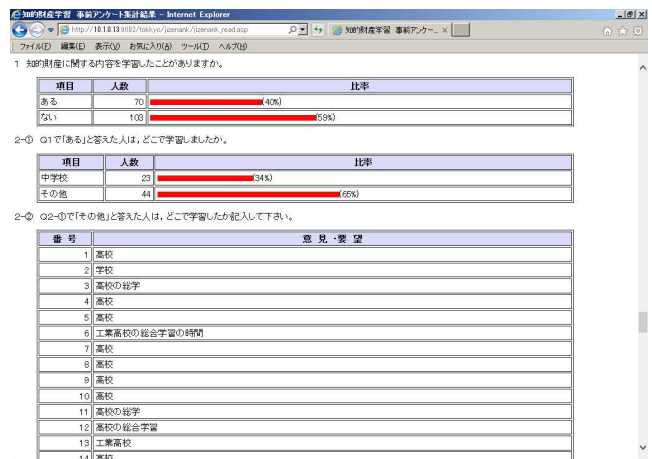 知的財産学習 事前アンケート集計結果 - Internet Explorer
http://10.1.0.13:8082/tokkyo/jizenank/jizenank_read.asp
知的財産学習 事前アンケー...
ファイル(F) 編集(E) 表示(V) お気に入り(A) ツール(T) ヘルプ(H)
1 知的財産に関する内容を学習したことがありますか。
項目 人数 比率
ある 70 (40%)
ない 103 (59%)
2-① Q1で「ある」と答えた人は，どこで学習しましたか。
項目 人数 比率
中学校 23 (34%)
その他 44 (65%)
2-② Q2-①で「その他」と答えた人は，どこで学習したか記入して下さい。
番号 意見・要望
1 高校
2 学校
3 高校の総学
4 高校
5 高校
6 工業高校の総合学習の時間
7 高校
8 高校
9 高校
10 高校
11 高校の総学
12 高校の総合学習
13 工業高校
14 高校